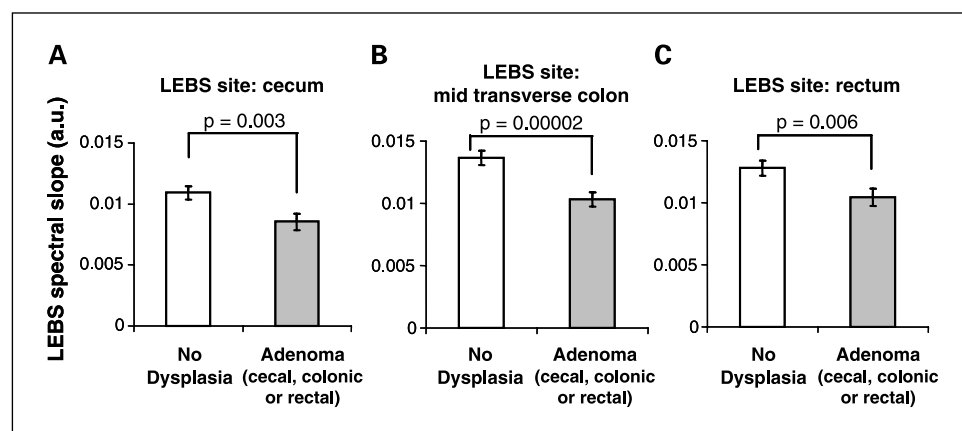 A
LEBS site: cecum
p = 0.003
LEBS spectral slope (a.u.)
0.015
0.01
0.005
0
No
Dysplasia
Adenoma
(cecal, colonic
or rectal)
B
LEBS site:
mid transverse colon
p = 0.00002
0.015
0.01
0.005
0
No
Dysplasia
Adenoma
(cecal, colonic
or rectal)
C
LEBS site: rectum
p = 0.006
0.015
0.01
0.005
0
No
Dysplasia
Adenoma
(cecal, colonic
or rectal)